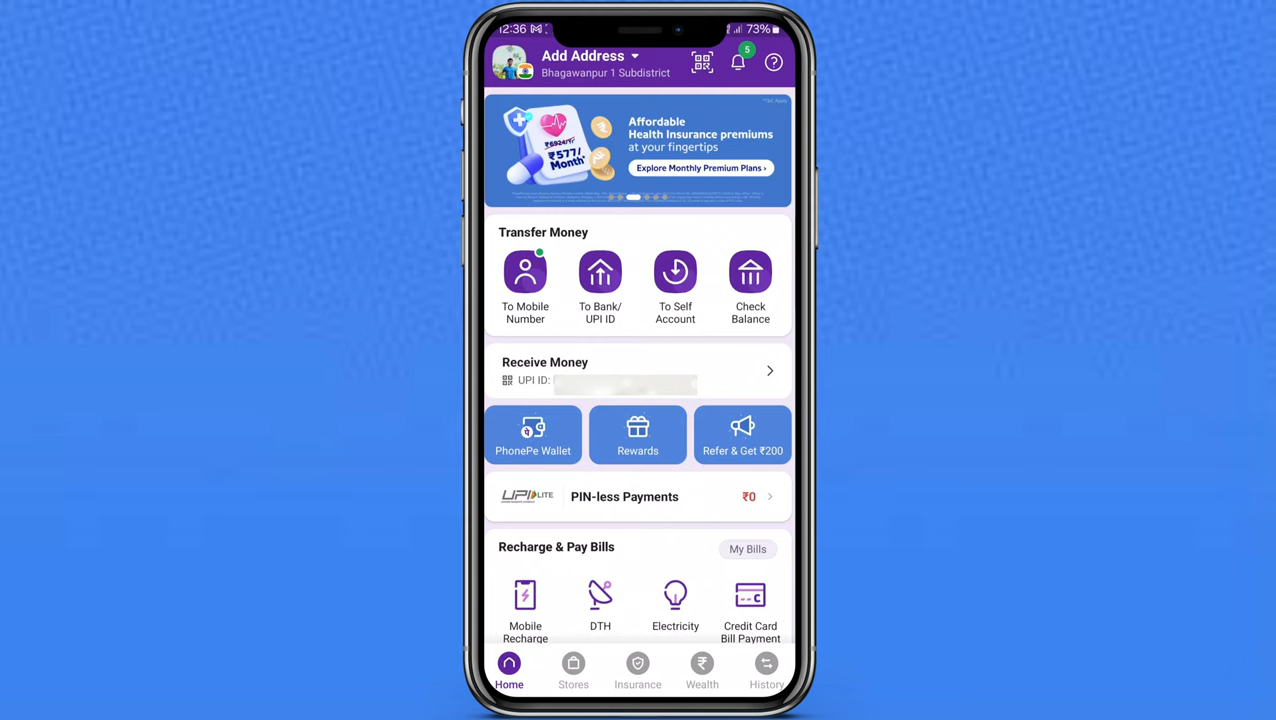 12:36
73%
Add Address
Bhagawanpur 1 Subdistrict
5
Affordable
Health Insurance premiums
at your fingertips
Explore Monthly Premium Plans ›
₹6924/Y*
₹577/
Month*
Transfer Money
To Mobile
Number
To Bank/
UPI ID
To Self
Account
Check
Balance
Receive Money
UPI ID:
PhonePe Wallet
Rewards
Refer & Get ₹200
UPI LITE
PIN-less Payments
₹0
Recharge & Pay Bills
My Bills
Mobile
Recharge
DTH
Electricity
Credit Card
Bill Payment
Home
Stores
Insurance
Wealth
History